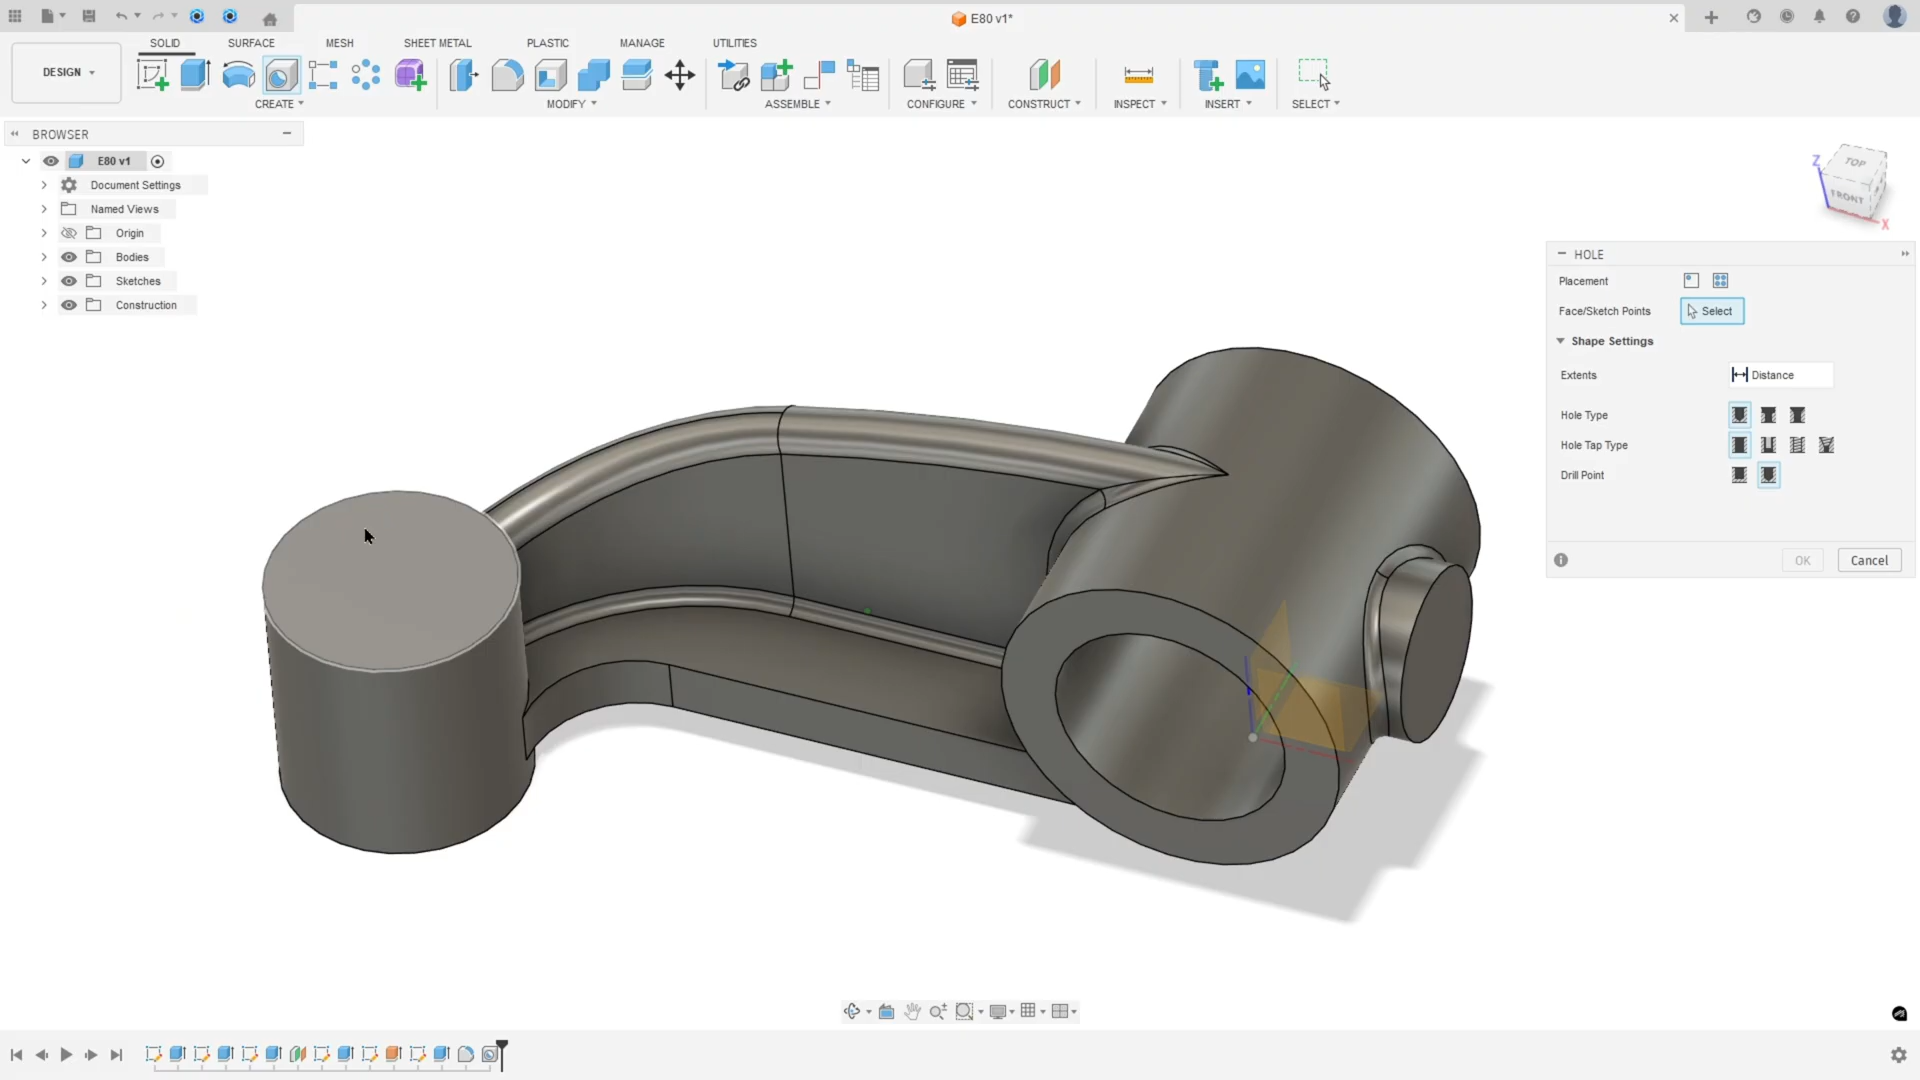 E80 v1*
DESIGN
SOLID SURFACE MESH SHEET METAL PLASTIC MANAGE UTILITIES
CREATE MODIFY ASSEMBLE CONFIGURE CONSTRUCT INSPECT INSERT SELECT
BROWSER
E80 v1
Document Settings
Named Views
Origin
Bodies
Sketches
Construction
Z
TOP
FRONT
X
HOLE
Placement
Face/Sketch Points Select
Shape Settings
Extents Distance
Hole Type
Hole Tap Type
Drill Point
OK Cancel